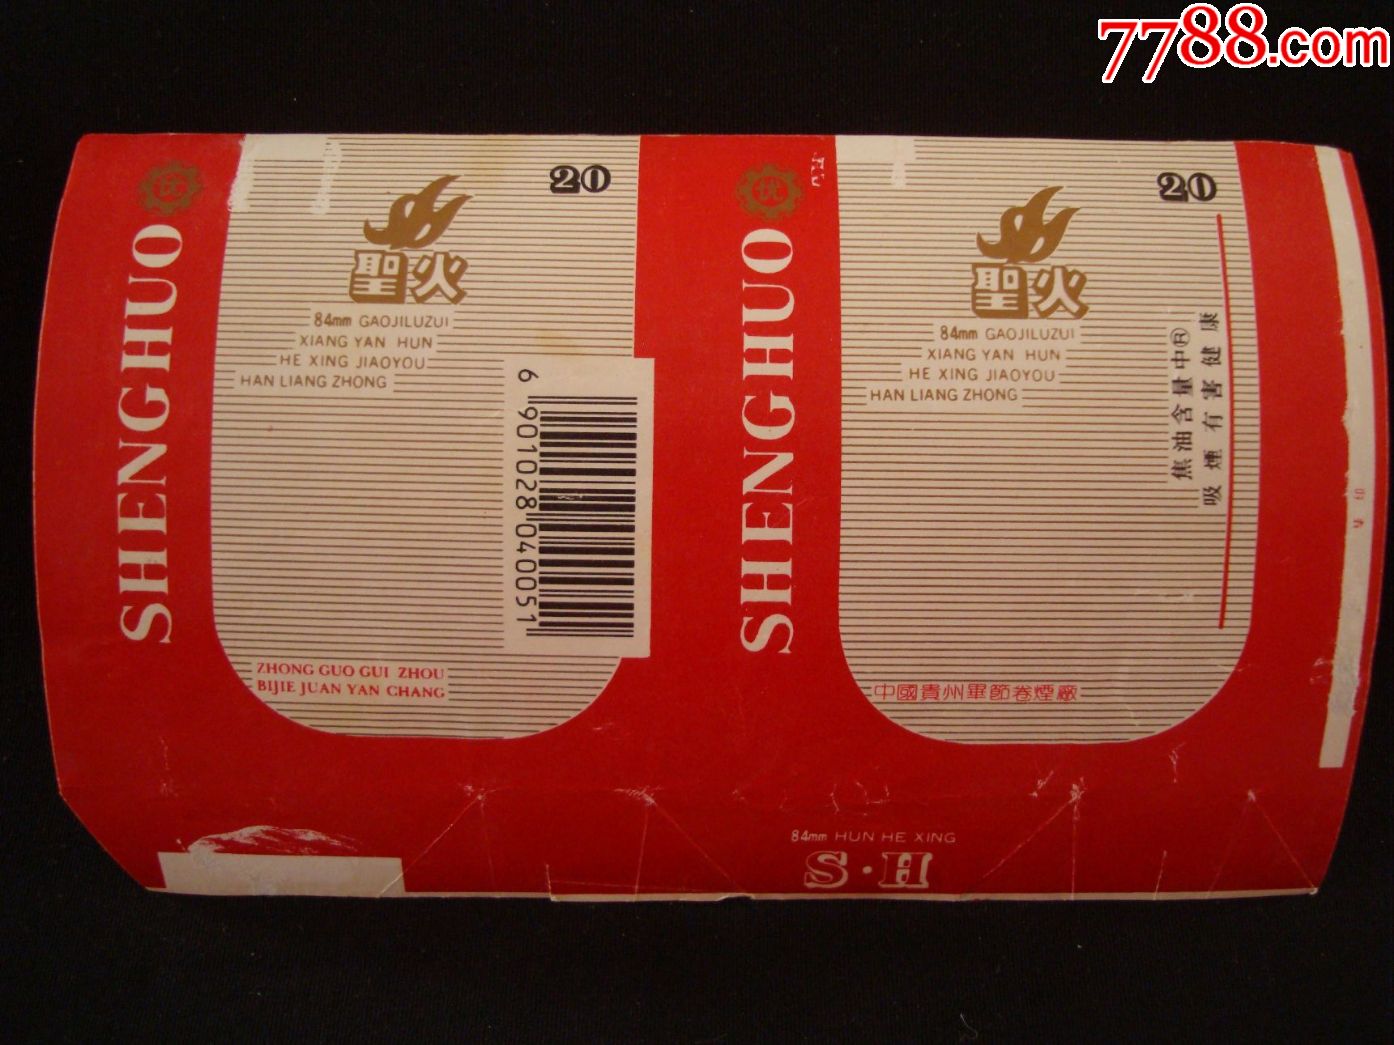 7788.com
优
SHENGHUO
20
聖火
84mm GAOJILUZUI
XIANG YAN HUN
HE XING JIAOYOU
HAN LIANG ZHONG
6 901028 040051
ZHONG GUO GUI ZHOU
BIJIE JUAN YAN CHANG
优
SHENGHUO
20
聖火
84mm GAOJILUZUI
XIANG YAN HUN
HE XING JIAOYOU
HAN LIANG ZHONG
焦油含量中®
吸煙有害健康
中國貴州畢節卷煙廠
84mm HUN HE XING
S·H